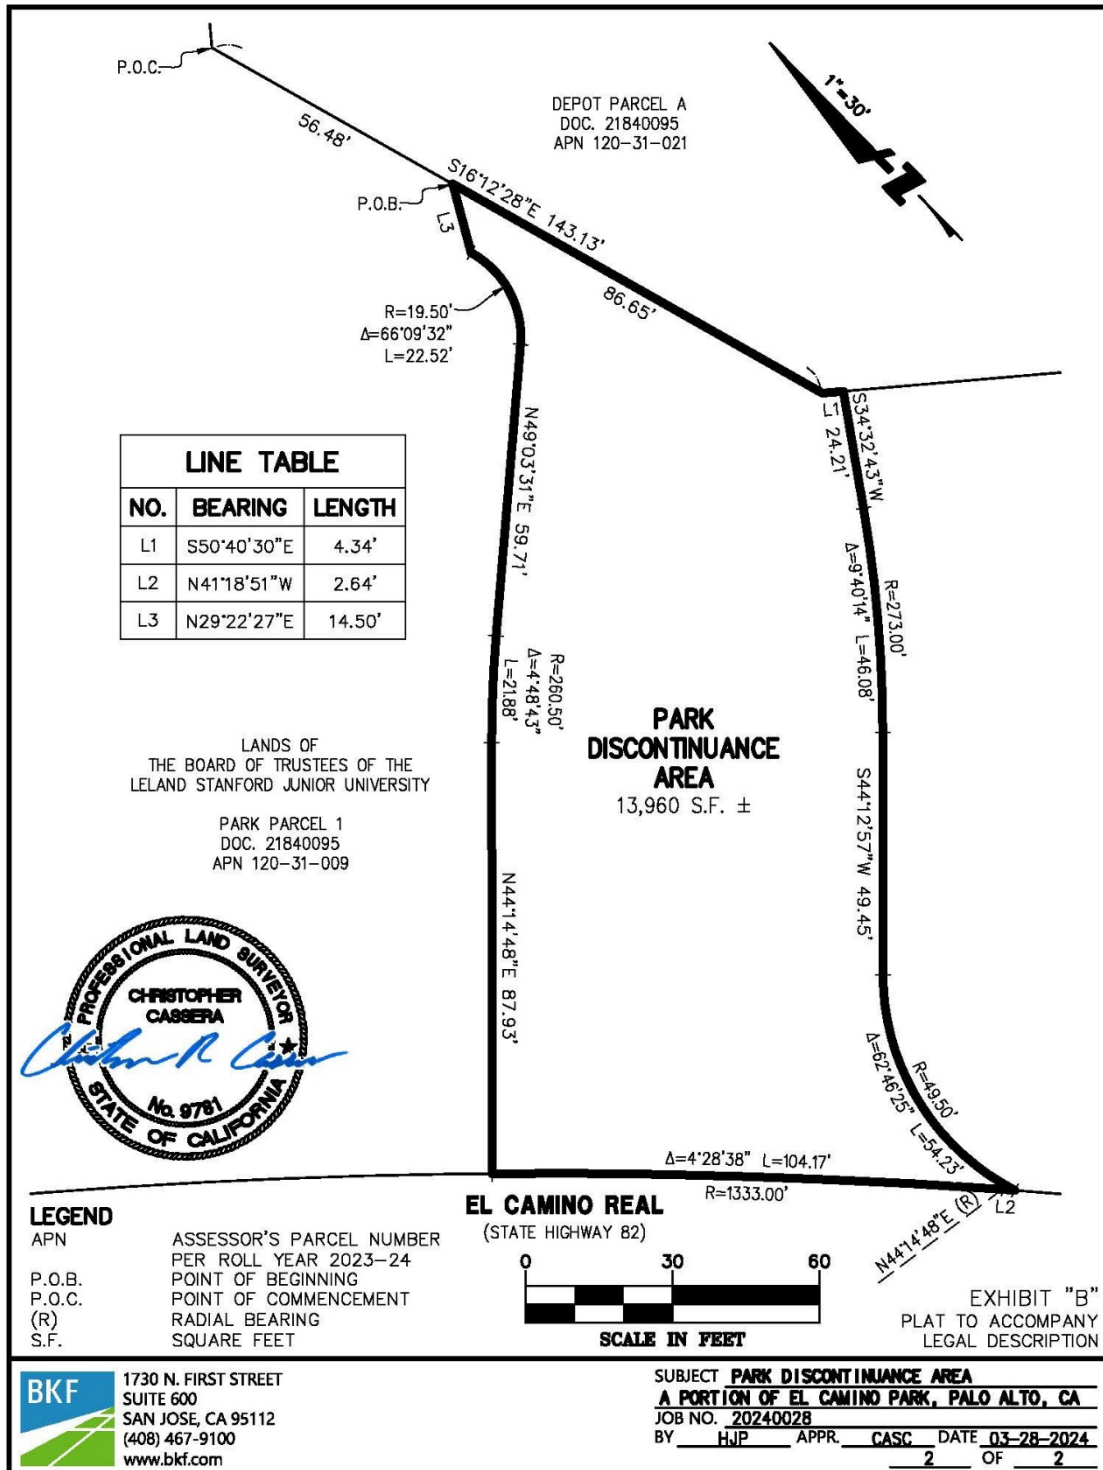 P.O.C.
56.48'
DEPOT PARCEL A
DOC. 21840095
APN 120-31-021
1"=30'
N
P.O.B.
S16°12'28"E 143.13'
86.65'
L3
R=19.50'
Δ=66°09'32"
L=22.52'
L1
S34°32'43"W
24.21'
N49°03'31"E 59.71'
LINE TABLE
NO. BEARING LENGTH
L1 S50°40'30"E 4.34'
L2 N41°18'51"W 2.64'
L3 N29°22'27"E 14.50'
R=273.00'
Δ=9°40'14" L=46.08'
R=260.50'
Δ=4°48'43"
L=21.88'
PARK
DISCONTINUANCE
AREA
13,960 S.F. ±
LANDS OF
THE BOARD OF TRUSTEES OF THE
LELAND STANFORD JUNIOR UNIVERSITY
PARK PARCEL 1
DOC. 21840095
APN 120-31-009
S44°12'57"W 49.45'
N44°14'48"E 87.93'
PROFESSIONAL LAND SURVEYOR
CHRISTOPHER
CASSERA
No. 9781
STATE OF CALIFORNIA
R=49.50'
Δ=62°46'25" L=54.23'
Δ=4°28'38" L=104.17'
R=1333.00'
L2
N44°14'48"E (R)
EL CAMINO REAL
(STATE HIGHWAY 82)
LEGEND
APN ASSESSOR'S PARCEL NUMBER
PER ROLL YEAR 2023-24
P.O.B. POINT OF BEGINNING
P.O.C. POINT OF COMMENCEMENT
(R) RADIAL BEARING
S.F. SQUARE FEET
0 30 60
SCALE IN FEET
EXHIBIT "B"
PLAT TO ACCOMPANY
LEGAL DESCRIPTION
BKF
1730 N. FIRST STREET
SUITE 600
SAN JOSE, CA 95112
(408) 467-9100
www.bkf.com
SUBJECT PARK DISCONTINUANCE AREA
A PORTION OF EL CAMINO PARK, PALO ALTO, CA
JOB NO. 20240028
BY HJP APPR. CASC DATE 03-28-2024
2 OF 2